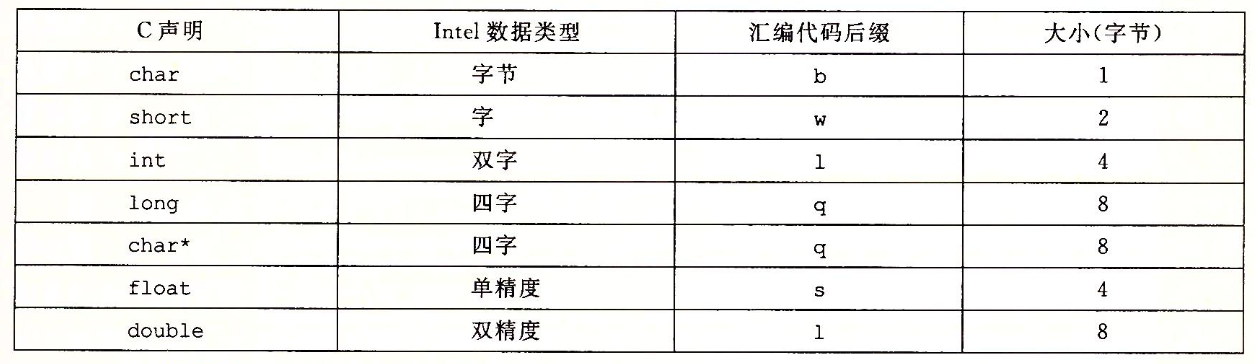 C声明 Intel数据类型 汇编代码后缀 大小(字节)
char 字节 b 1
short 字 w 2
int 双字 l 4
long 四字 q 8
char* 四字 q 8
float 单精度 s 4
double 双精度 l 8